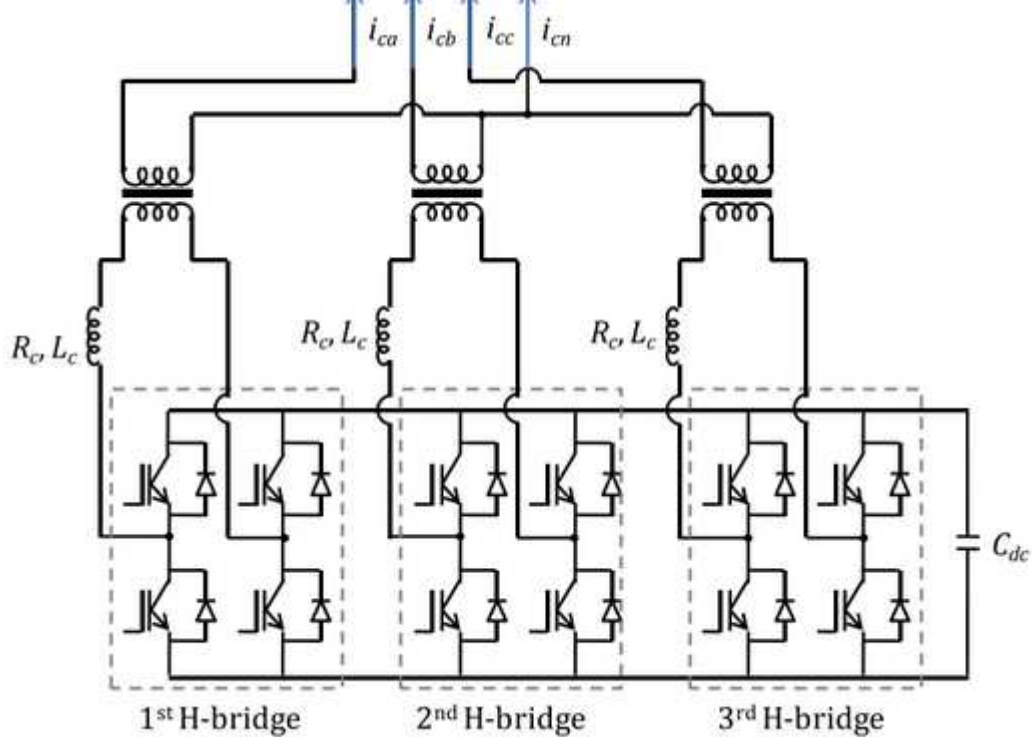 i_ca i_cb i_cc i_cn
R_c, L_c R_c, L_c R_c, L_c
C_dc
1st H-bridge 2nd H-bridge 3rd H-bridge